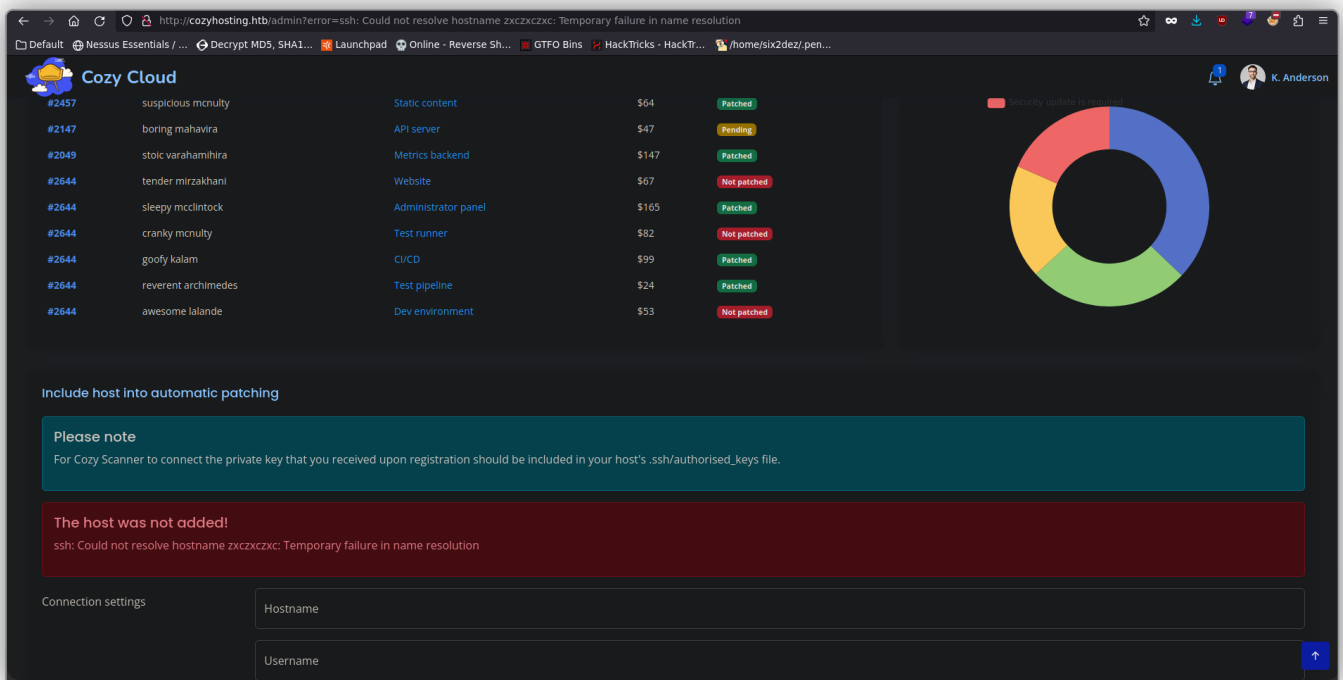 http://cozyhosting.htb/admin?error=ssh: Could not resolve hostname zxczxczxc: Temporary failure in name resolution
7
Default Nessus Essentials / ... Decrypt MD5, SHA1... Launchpad Online - Reverse Sh... GTFO Bins HackTricks - HackTr... /home/six2dez/.pen...
Cozy Cloud 1 K. Anderson
#2457 suspicious mcnulty Static content $64 Patched Security update is required
#2147 boring mahavira API server $47 Pending
#2049 stoic varahamihira Metrics backend $147 Patched
#2644 tender mirzakhani Website $67 Not patched
#2644 sleepy mcclintock Administrator panel $165 Patched
#2644 cranky mcnulty Test runner $82 Not patched
#2644 goofy kalam CI/CD $99 Patched
#2644 reverent archimedes Test pipeline $24 Patched
#2644 awesome lalande Dev environment $53 Not patched
Include host into automatic patching
Please note
For Cozy Scanner to connect the private key that you received upon registration should be included in your host's .ssh/authorised_keys file.
The host was not added!
ssh: Could not resolve hostname zxczxczxc: Temporary failure in name resolution
Connection settings Hostname
Username